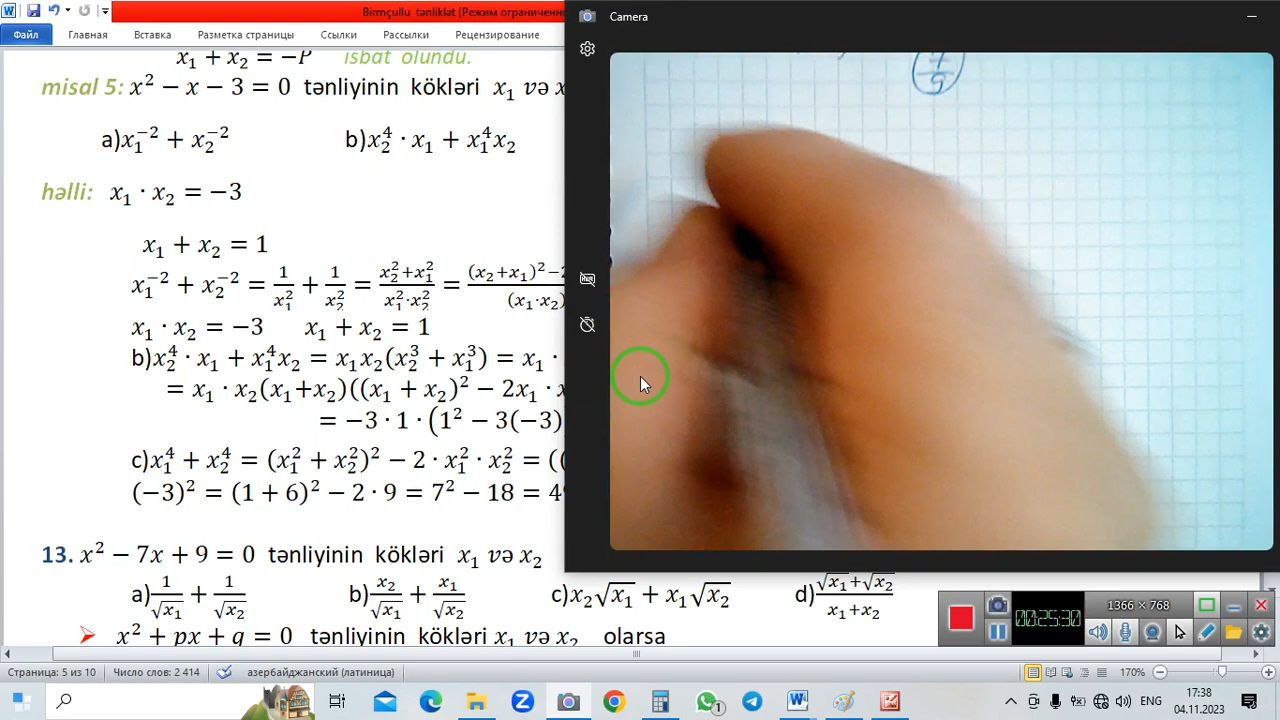 Birmçullu tənliklət [Режим ограниченно
Camera
Файл Главная Вставка Разметка страницы Ссылки Рассылки Рецензирование
x₁ + x₂ = −P isbat olundu.
misal 5: x² − x − 3 = 0 tənliyinin kökləri x₁ və x
a)x₁⁻² + x₂⁻² b)x₂⁴ · x₁ + x₁⁴x₂
həlli: x₁ · x₂ = −3
x₁ + x₂ = 1
x₁⁻² + x₂⁻² = 1/x₁² + 1/x₂² = (x₂²+x₁²)/(x₁²·x₂²) = (x₂+x₁)²−2 / (x₁·x₂)
x₁ · x₂ = −3 x₁ + x₂ = 1
b)x₂⁴ · x₁ + x₁⁴x₂ = x₁x₂(x₂³ + x₁³) = x₁ ·
= x₁ · x₂(x₁+x₂)((x₁ + x₂)² − 2x₁ · x
= −3 · 1 · (1² − 3(−3)
c)x₁⁴ + x₂⁴ = (x₁² + x₂²)² − 2 · x₁² · x₂² = ((
(−3)² = (1 + 6)² − 2 · 9 = 7² − 18 = 49
13. x² − 7x + 9 = 0 tənliyinin kökləri x₁ və x₂
a)1/√x₁ + 1/√x₂ b)x₂/√x₁ + x₁/√x₂ c)x₂√x₁ + x₁√x₂ d)(√x₁+√x₂)/(x₁+x₂)
➢ x² + px + q = 0 tənliyinin kökləri x₁ və x₂ olarsa
1366 × 768
00:25:30
Страница: 5 из 10 Число слов: 2 414 азербайджанский (латиница) 170%
1 ENG 17:38
04.11.2023